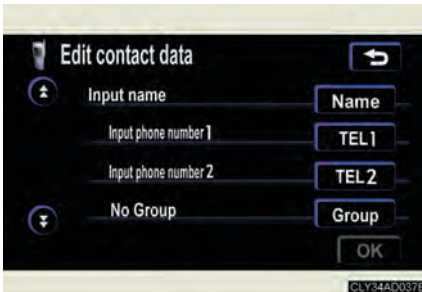 Edit contact data
Input name Name
Input phone number 1 TEL1
Input phone number 2 TEL2
No Group Group
OK
CLY34AD037E